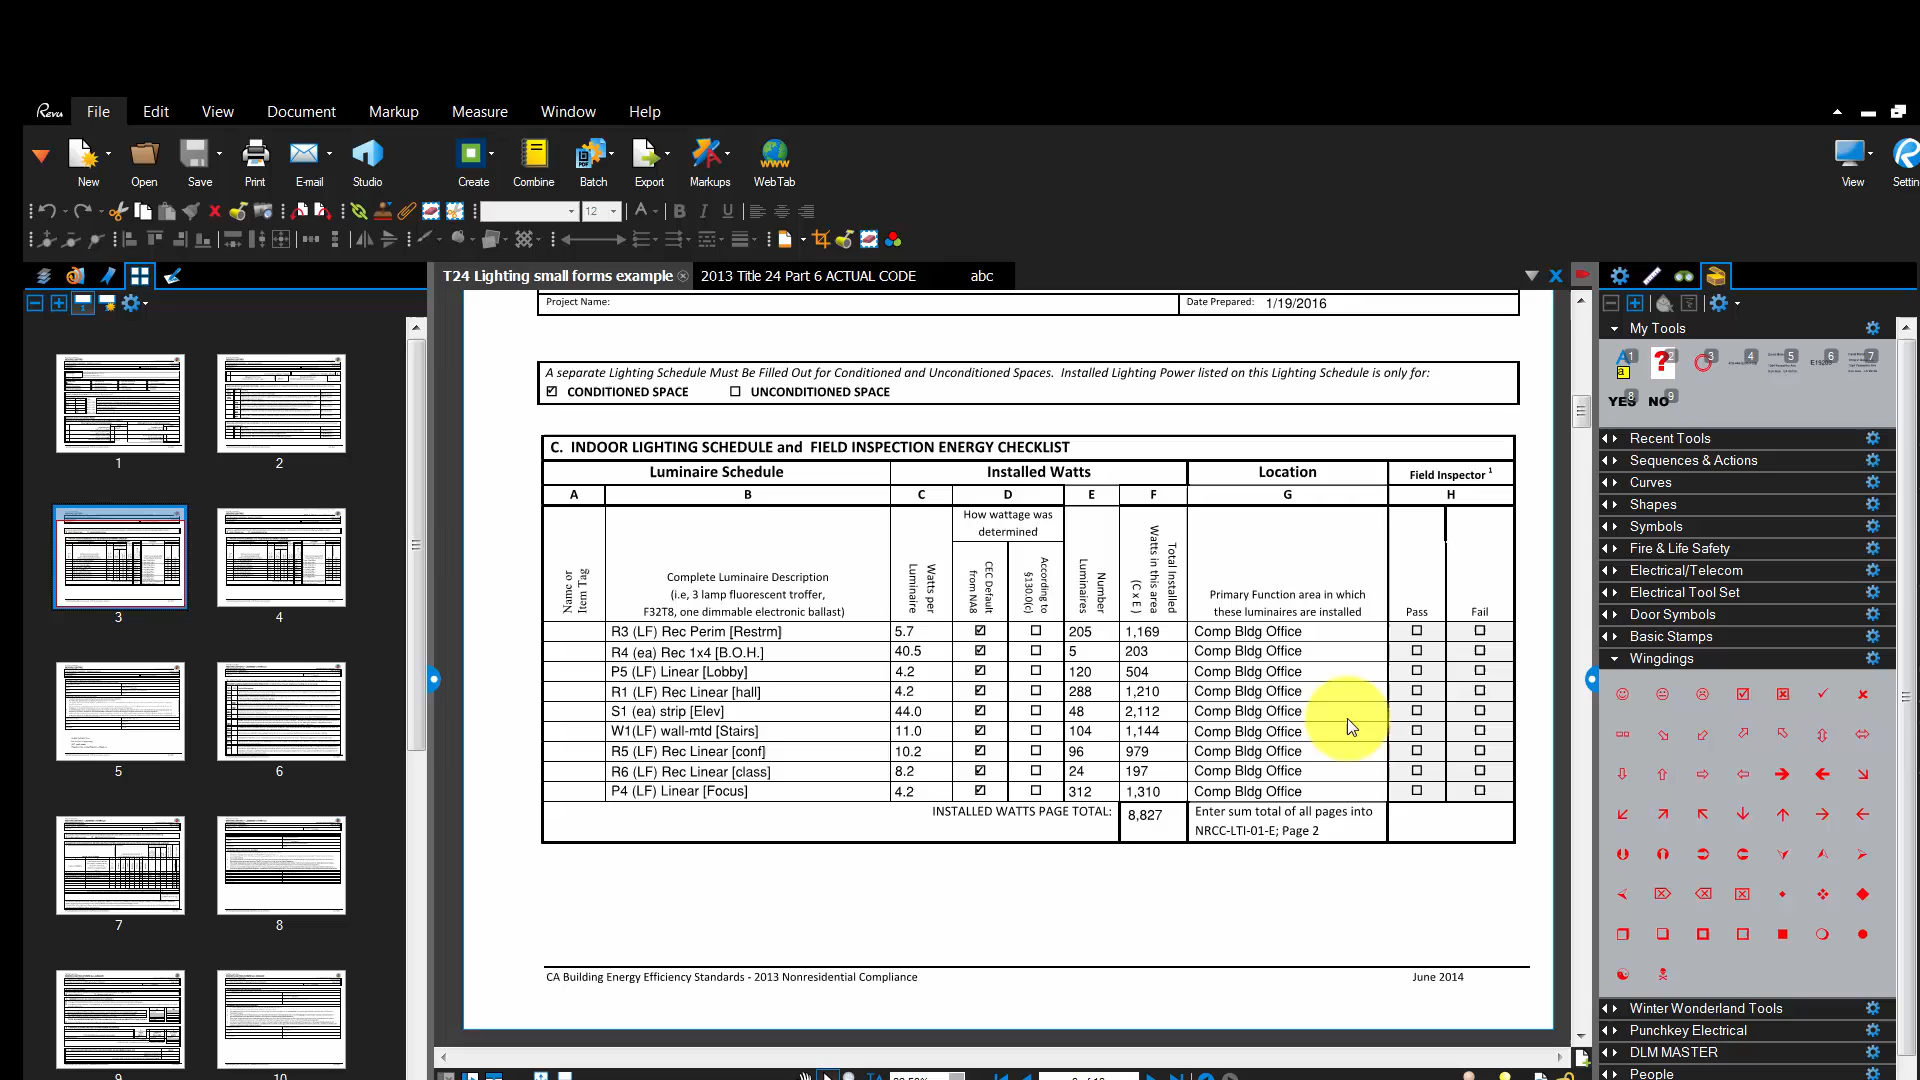 Revu File Edit View Document Markup Measure Window Help
New Open Save Print E-mail Studio Create Combine Batch Export Markups WebTab View Settin
12
T24 Lighting small forms example 2013 Title 24 Part 6 ACTUAL CODE abc
1
2
3
4
5
6
7
8
9
10
Project Name: Date Prepared: 1/19/2016
A separate Lighting Schedule Must Be Filled Out for Conditioned and Unconditioned Spaces. Installed Lighting Power listed on this Lighting Schedule is only for:
CONDITIONED SPACE UNCONDITIONED SPACE
C. INDOOR LIGHTING SCHEDULE and FIELD INSPECTION ENERGY CHECKLIST
Luminaire Schedule Installed Watts Location Field Inspector 1
A B C D E F G H
Name or Item Tag
Complete Luminaire Description
(i.e, 3 lamp fluorescent troffer,
F32T8, one dimmable electronic ballast)
Watts per Luminaire
How wattage was
determined
CEC Default from NA8
According to §130.0(c)
Number Luminaires
Total Installed Watts in this area (C x E )
Primary Function area in which
these luminaires are installed
Pass Fail
R3 (LF) Rec Perim [Restrm] 5.7 205 1,169 Comp Bldg Office
R4 (ea) Rec 1x4 [B.O.H.] 40.5 5 203 Comp Bldg Office
P5 (LF) Linear [Lobby] 4.2 120 504 Comp Bldg Office
R1 (LF) Rec Linear [hall] 4.2 288 1,210 Comp Bldg Office
S1 (ea) strip [Elev] 44.0 48 2,112 Comp Bldg Office
W1(LF) wall-mtd [Stairs] 11.0 104 1,144 Comp Bldg Office
R5 (LF) Rec Linear [conf] 10.2 96 979 Comp Bldg Office
R6 (LF) Rec Linear [class] 8.2 24 197 Comp Bldg Office
P4 (LF) Linear [Focus] 4.2 312 1,310 Comp Bldg Office
INSTALLED WATTS PAGE TOTAL: 8,827 Enter sum total of all pages into
NRCC-LTI-01-E; Page 2
CA Building Energy Efficiency Standards - 2013 Nonresidential Compliance June 2014
My Tools
1 2 3 4 5 6 7
YES 8 NO 9
Recent Tools
Sequences & Actions
Curves
Shapes
Symbols
Fire & Life Safety
Electrical/Telecom
Electrical Tool Set
Door Symbols
Basic Stamps
Wingdings
Winter Wonderland Tools
Punchkey Electrical
DLM MASTER
People